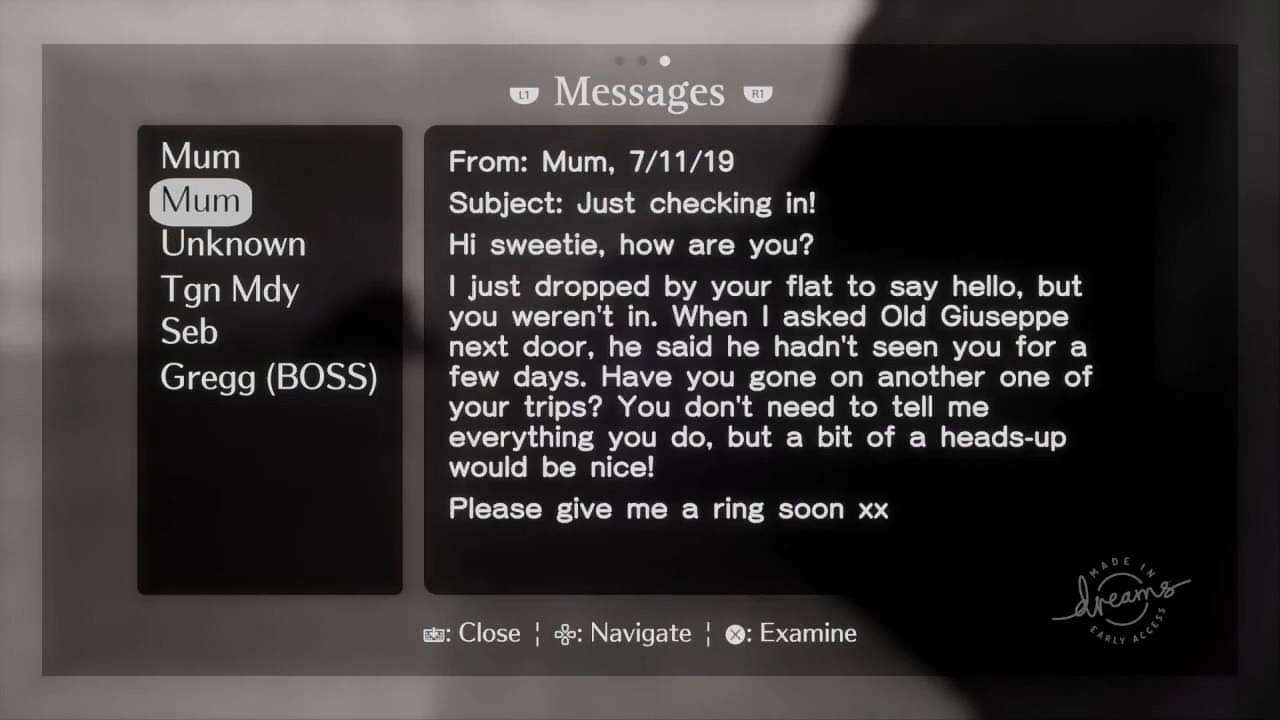 L1 Messages R1
Mum
Mum
Unknown
Tgn Mdy
Seb
Gregg (BOSS)
From: Mum, 7/11/19
Subject: Just checking in!
Hi sweetie, how are you?
I just dropped by your flat to say hello, but
you weren't in. When I asked Old Giuseppe
next door, he said he hadn't seen you for a
few days. Have you gone on another one of
your trips? You don't need to tell me
everything you do, but a bit of a heads-up
would be nice!
Please give me a ring soon xx
: Close ¦ : Navigate ¦ : Examine
MADE IN
dreams
EARLY ACCESS